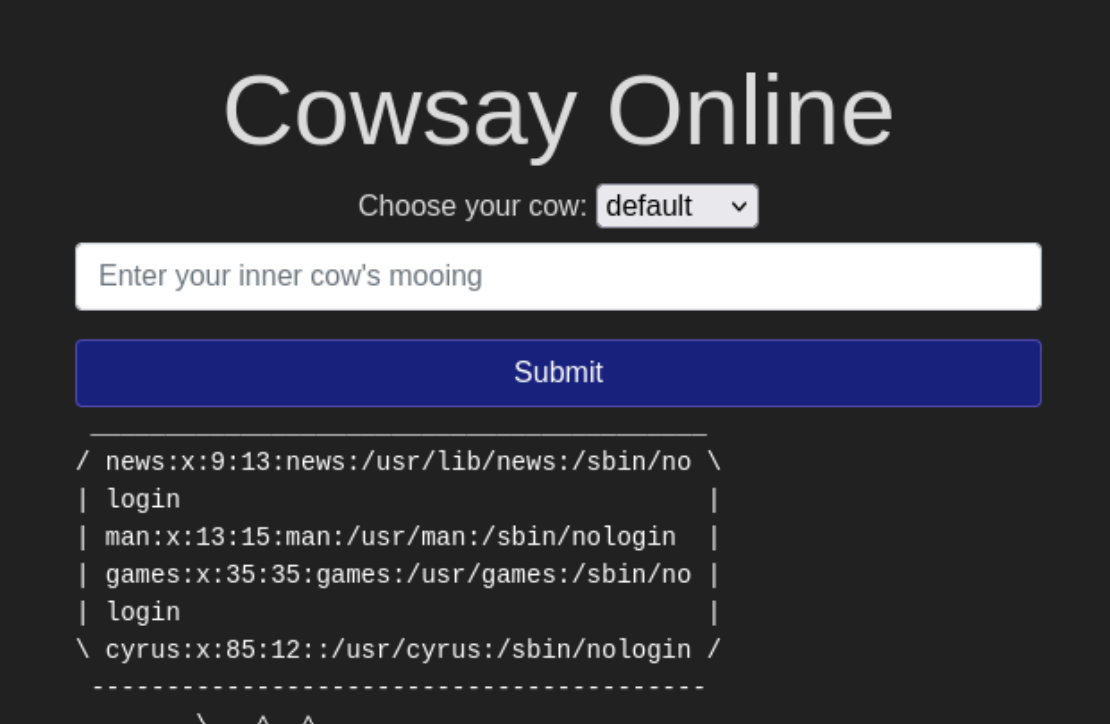 Cowsay Online
Choose your cow: default
Enter your inner cow's mooing
Submit
 _________________________________________
/ news:x:9:13:news:/usr/lib/news:/sbin/no \
| login                                   |
| man:x:13:15:man:/usr/man:/sbin/nologin  |
| games:x:35:35:games:/usr/games:/sbin/no |
| login                                   |
\ cyrus:x:85:12::/usr/cyrus:/sbin/nologin /
 -----------------------------------------
        \   ^__^